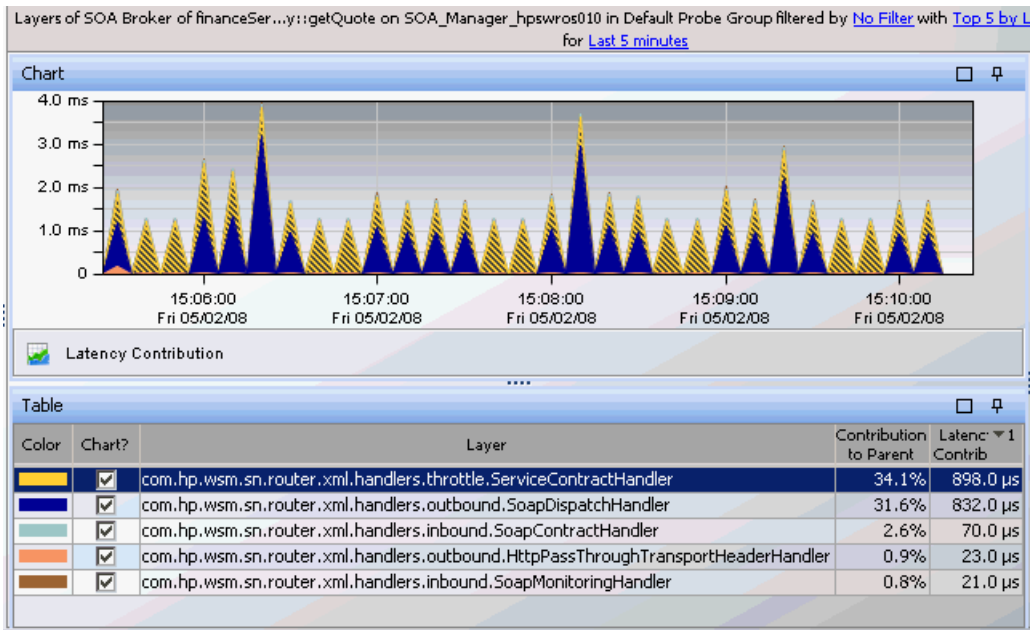 Layers of SOA Broker of financeSer...y::getQuote on SOA_Manager_hpswros010 in Default Probe Group filtered by No Filter with Top 5 by L
for Last 5 minutes
Chart
4.0 ms
3.0 ms
2.0 ms
1.0 ms
0
15:06:00 15:07:00 15:08:00 15:09:00 15:10:00
Fri 05/02/08 Fri 05/02/08 Fri 05/02/08 Fri 05/02/08 Fri 05/02/08
Latency Contribution
Table
Color Chart? Layer Contribution to Parent Latenc 1 Contrib
com.hp.wsm.sn.router.xml.handlers.throttle.ServiceContractHandler 34.1% 898.0 µs
com.hp.wsm.sn.router.xml.handlers.outbound.SoapDispatchHandler 31.6% 832.0 µs
com.hp.wsm.sn.router.xml.handlers.inbound.SoapContractHandler 2.6% 70.0 µs
com.hp.wsm.sn.router.xml.handlers.outbound.HttpPassThroughTransportHeaderHandler 0.9% 23.0 µs
com.hp.wsm.sn.router.xml.handlers.inbound.SoapMonitoringHandler 0.8% 21.0 µs